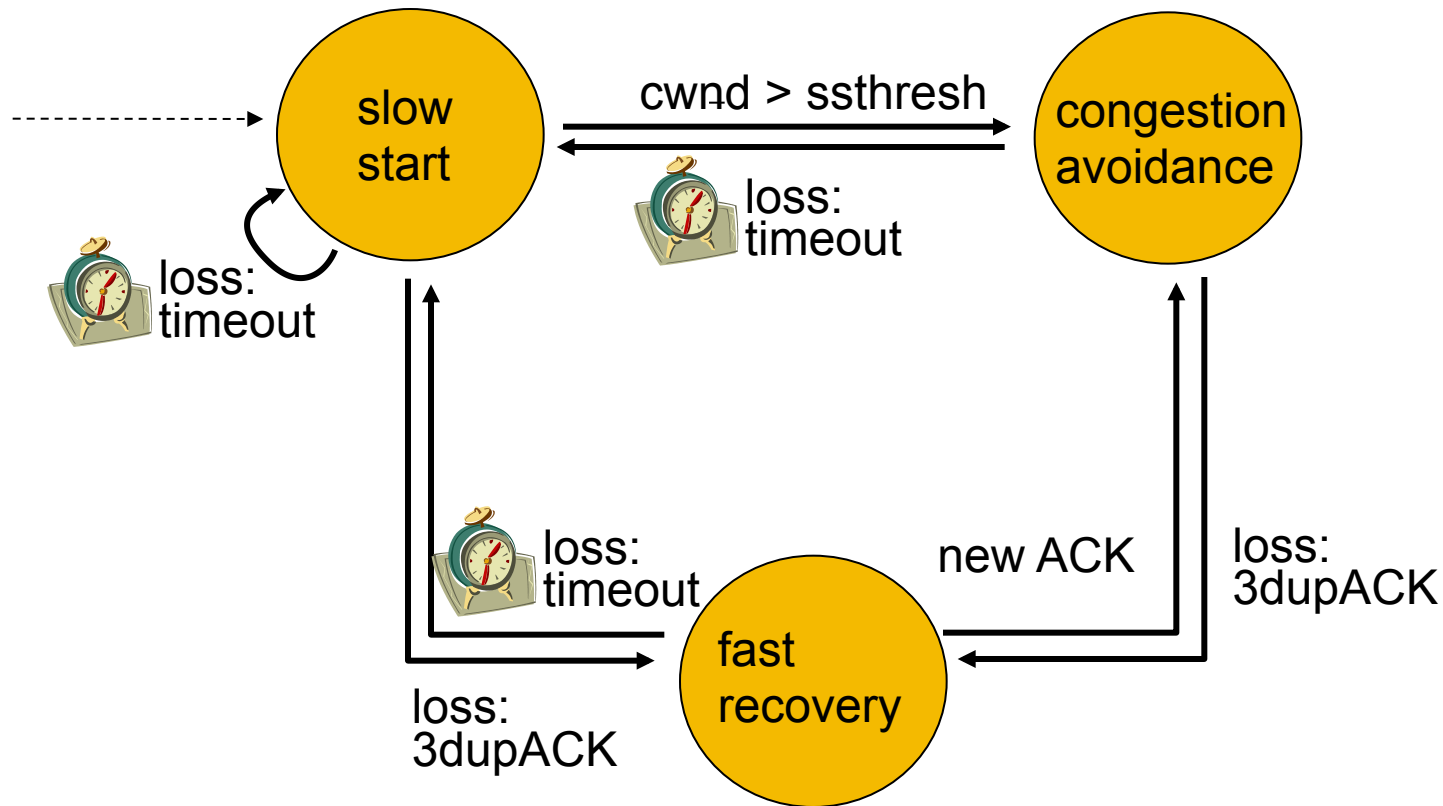 slow
start
cwnd > ssthresh
congestion
avoidance
loss:
timeout
loss:
timeout
loss:
timeout
new ACK
loss:
3dupACK
fast
recovery
loss:
3dupACK